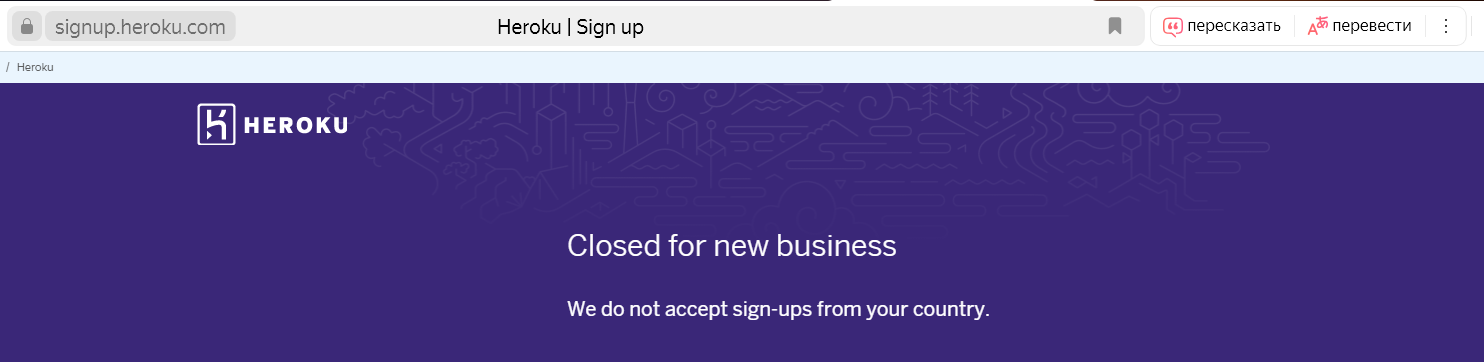 signup.heroku.com Heroku | Sign up пересказать перевести
/ Heroku
HEROKU
Closed for new business
We do not accept sign-ups from your country.